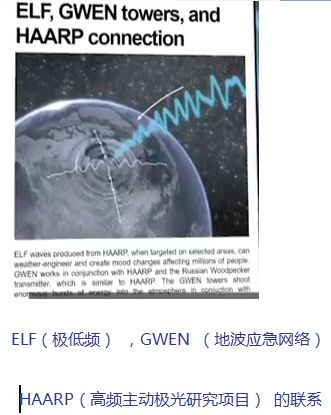 ELF, GWEN towers, and
HAARP connection
ELF waves produced from HAARP, when targeted on selected areas, can
weather-engineer and create mood changes affecting millions of people.
GWEN works in conjunction with HAARP and the Russian Woodpecker
transmitter, which is similar to HAARP. The GWEN towers shoot
enormous bursts of energy into the atmosphere in conjuction with
ELF（极低频） ，GWEN （地波应急网络）
HAARP（高频主动极光研究项目） 的联系